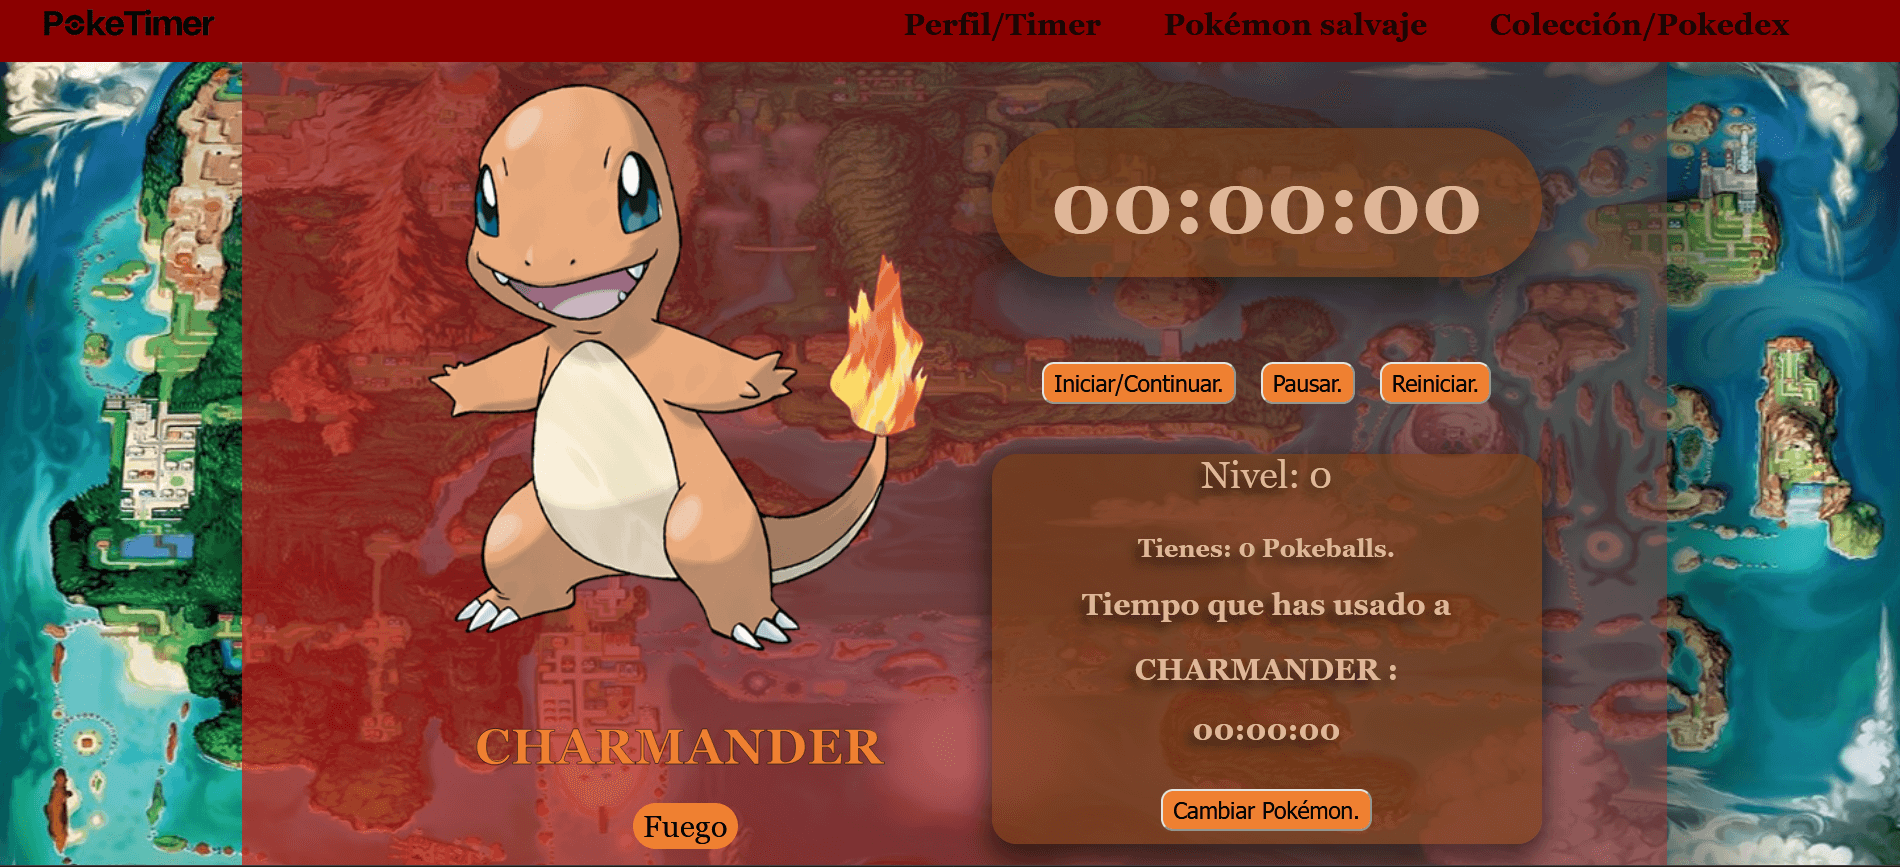 PokeTimer
Perfil/Timer
Pokémon salvaje
Colección/Pokedex
00:00:00
Iniciar/Continuar.
Pausar.
Reiniciar.
Nivel: 0
Tienes: 0 Pokeballs.
Tiempo que has usado a
CHARMANDER :
00:00:00
Cambiar Pokémon.
CHARMANDER
Fuego